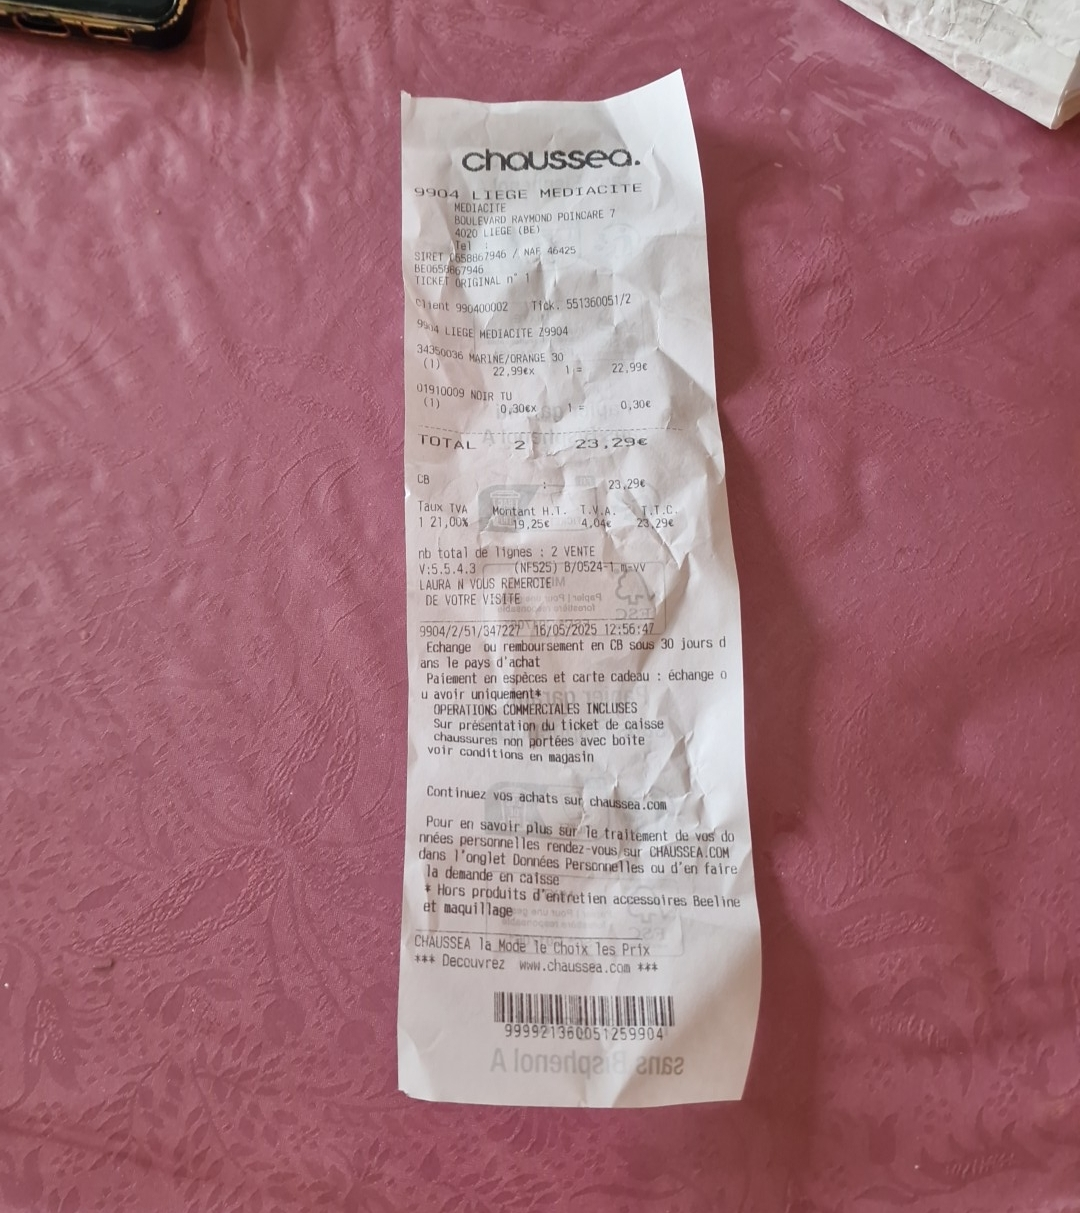 chaussea.
9904 LIEGE MEDIACITE
MEDIACITE
BOULEVARD RAYMOND POINCARE 7
4020 LIEGE (BE)
Tel :
SIRET 0658867946 / NAF 46425
BE0658867946
TICKET ORIGINAL n° 1
Client 990400002 Tick. 551360051/2
9904 LIEGE MEDIACITE 29904
34350036 MARINE/ORANGE 30
(1) 22,99€x 1 = 22,99€
01910009 NOIR TU
(1) 0,30€x 1 = 0,30€
TOTAL 2 23,29€
CB : 23,29€
Taux TVA Montant H.T. T.V.A. T.T.C.
1 21,00% 19,25€ 4,04€ 23,29€
nb total de lignes : 2 VENTE
V:5.5.4.3 (NF525) B/0524-1 m-vv
LAURA N VOUS REMERCIE
DE VOTRE VISITE
9904/2/51/347227 16/05/2025 12:56:47
Echange ou remboursement en CB sous 30 jours d
ans le pays d'achat
Paiement en espèces et carte cadeau : échange o
u avoir uniquement*
OPERATIONS COMMERCIALES INCLUSES
Sur présentation du ticket de caisse
chaussures non portées avec boite
voir conditions en magasin
Continuez vos achats sur chaussea.com
Pour en savoir plus sur le traitement de vos do
nnées personnelles rendez-vous sur CHAUSSEA.COM
dans l'onglet Données Personnelles ou d'en faire
la demande en caisse
* Hors produits d'entretien accessoires Beeline
et maquillage
CHAUSSEA la Mode le Choix les Prix
*** Decouvrez www.chaussea.com ***
999921360051259904
sans Bisphenol A